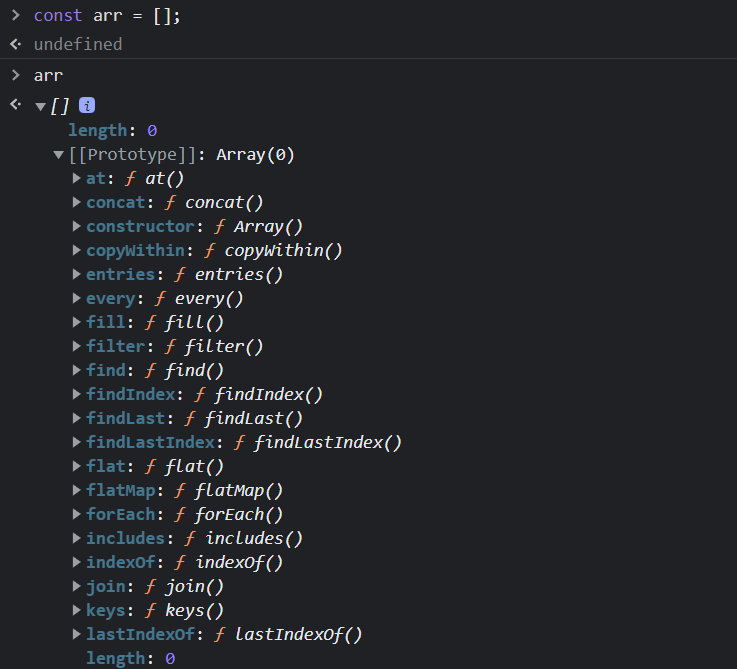 > const arr = [];
<· undefined
> arr
<· ▼[] i
length: 0
▼[[Prototype]]: Array(0)
▶at: ƒ at()
▶concat: ƒ concat()
▶constructor: ƒ Array()
▶copyWithin: ƒ copyWithin()
▶entries: ƒ entries()
▶every: ƒ every()
▶fill: ƒ fill()
▶filter: ƒ filter()
▶find: ƒ find()
▶findIndex: ƒ findIndex()
▶findLast: ƒ findLast()
▶findLastIndex: ƒ findLastIndex()
▶flat: ƒ flat()
▶flatMap: ƒ flatMap()
▶forEach: ƒ forEach()
▶includes: ƒ includes()
▶indexOf: ƒ indexOf()
▶join: ƒ join()
▶keys: ƒ keys()
▶lastIndexOf: ƒ lastIndexOf()
length: 0